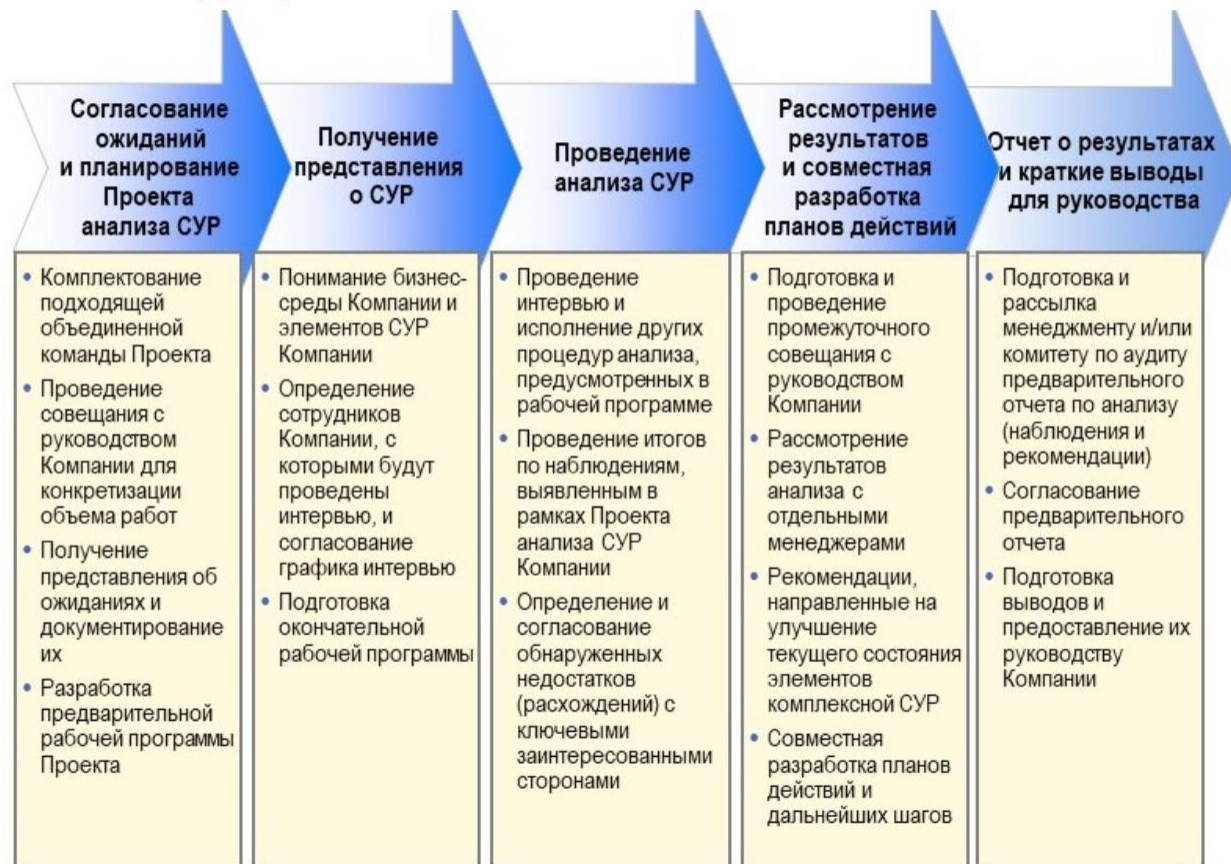 Согласование
ожиданий
и планирование
Проекта
анализа СУР
Получение
представления
о СУР
Проведение
анализа СУР
Рассмотрение
результатов
и совместная
разработка
планов действий
Отчет о результатах
и краткие выводы
для руководства
• Комплектование
подходящей
объединенной
команды Проекта
• Проведение
совещания с
руководством
Компании для
конкретизации
объема работ
• Получение
представления об
ожиданиях и
документирование
их
• Разработка
предварительной
рабочей программы
Проекта
• Понимание бизнес-
среды Компании и
элементов СУР
Компании
• Определение
сотрудников
Компании, с
которыми будут
проведены
интервью, и
согласование
графика интервью
• Подготовка
окончательной
рабочей программы
• Проведение
интервью и
исполнение других
процедур анализа,
предусмотренных в
рабочей программе
• Проведение итогов
по наблюдениям,
выявленным в
рамках Проекта
анализа СУР
Компании
• Определение и
согласование
обнаруженных
недостатков
(расхождений) с
ключевыми
заинтересованными
сторонами
• Подготовка и
проведение
промежуточного
совещания с
руководством
Компании
• Рассмотрение
результатов
анализа с
отдельными
менеджерами
• Рекомендации,
направленные на
улучшение
текущего состояния
элементов
комплексной СУР
• Совместная
разработка планов
действий и
дальнейших шагов
• Подготовка и
рассылка
менеджменту и/или
комитету по аудиту
предварительного
отчета по анализу
(наблюдения и
рекомендации)
• Согласование
предварительного
отчета
• Подготовка
выводов и
предоставление их
руководству
Компании